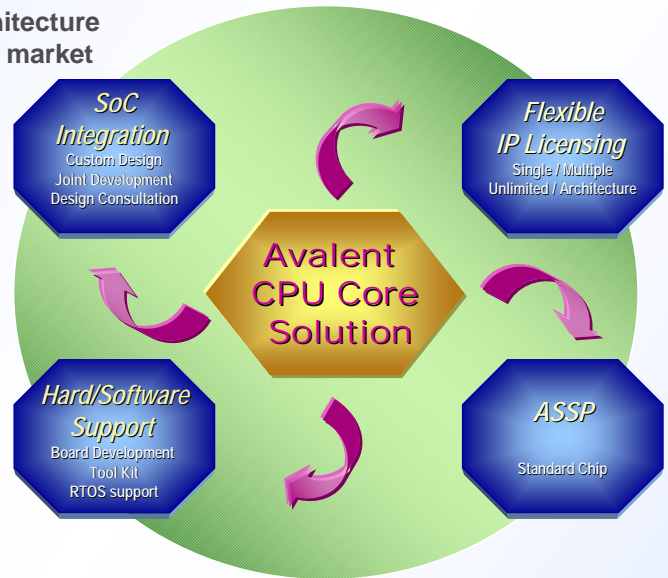 hitecture
market
SoC
Integration
Custom Design
Joint Development
Design Consultation
Flexible
IP Licensing
Single / Multiple
Unlimited / Architecture
Avalent
CPU Core
Solution
Hard/Software
Support
Board Development
Tool Kit
RTOS support
ASSP
Standard Chip